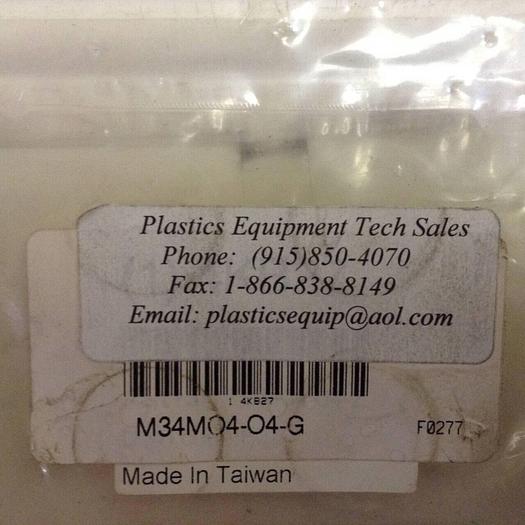 Plastics Equipment Tech Sales
Phone: (915)850-4070
Fax: 1-866-838-8149
Email: plasticsequip@aol.com
1 4KB27
M34MO4-O4-G
F0277
Made In Taiwan